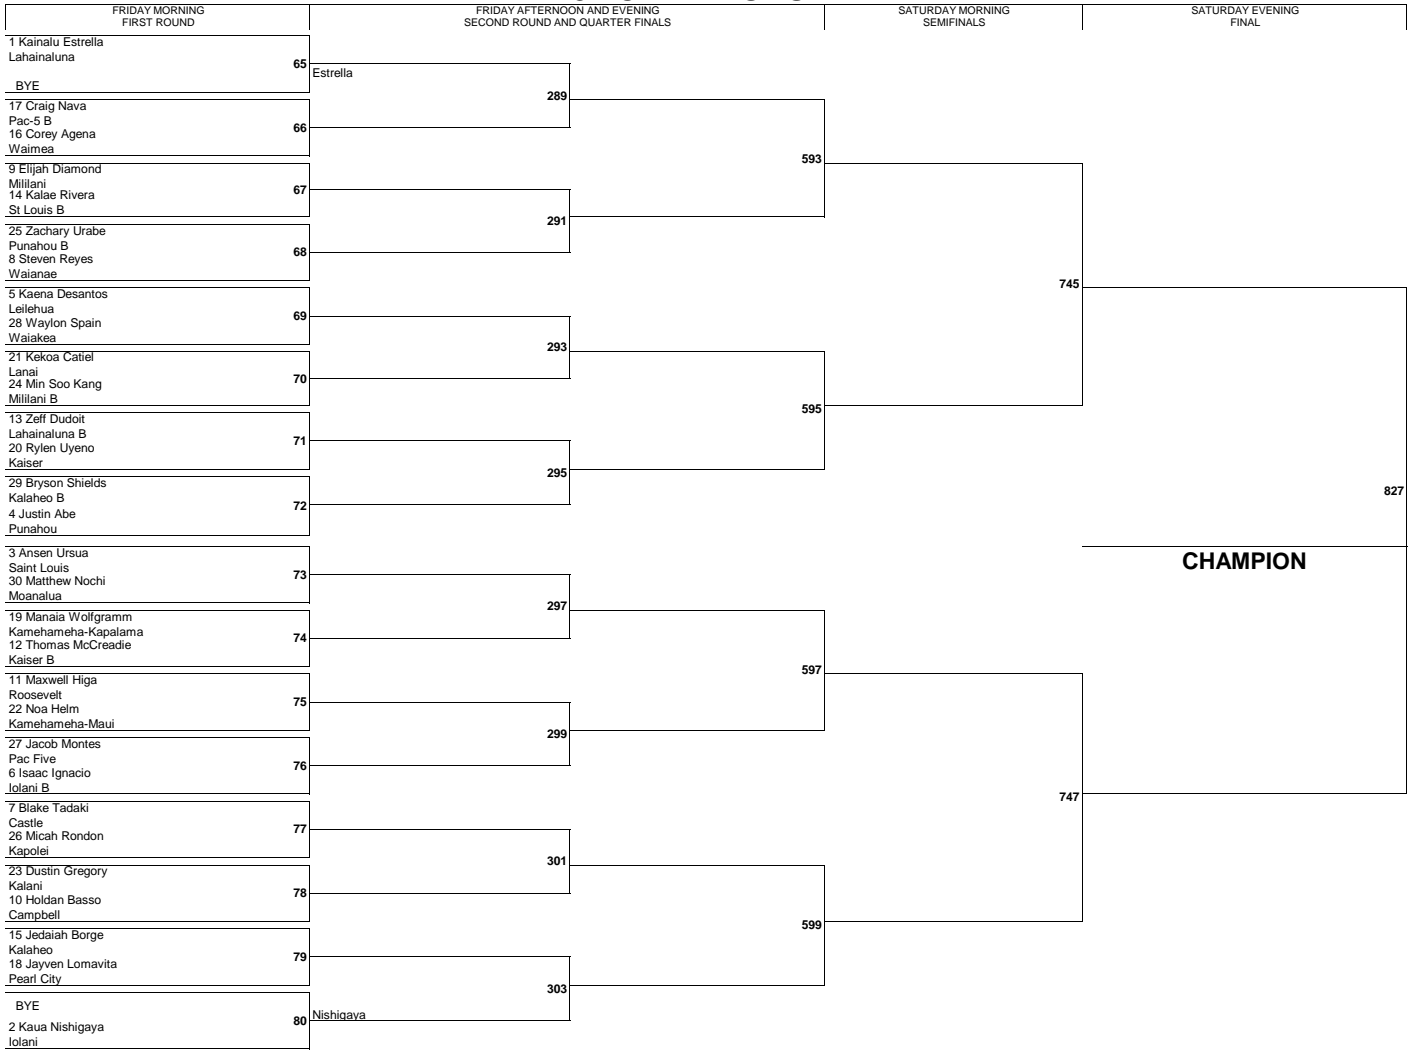 FRIDAY MORNING
FIRST ROUND
FRIDAY AFTERNOON AND EVENING
SECOND ROUND AND QUARTER FINALS
SATURDAY MORNING
SEMIFINALS
SATURDAY EVENING
FINAL
1 Kainalu Estrella
Lahainaluna
65
BYE
Estrella
289
17 Craig Nava
Pac-5 B
66
16 Corey Agena
Waimea
593
9 Elijah Diamond
Mililani
67
14 Kalae Rivera
St Louis B
291
25 Zachary Urabe
Punahou B
68
8 Steven Reyes
Waianae
745
5 Kaena Desantos
Leilehua
69
28 Waylon Spain
Waiakea
293
21 Kekoa Catiel
Lanai
70
24 Min Soo Kang
Mililani B
595
13 Zeff Dudoit
Lahainaluna B
71
20 Rylen Uyeno
Kaiser
295
29 Bryson Shields
Kalaheo B
72
4 Justin Abe
Punahou
827
CHAMPION
3 Ansen Ursua
Saint Louis
73
30 Matthew Nochi
Moanalua
297
19 Manaia Wolfgramm
Kamehameha-Kapalama
74
12 Thomas McCreadie
Kaiser B
597
11 Maxwell Higa
Roosevelt
75
22 Noa Helm
Kamehameha-Maui
299
27 Jacob Montes
Pac Five
76
6 Isaac Ignacio
Iolani B
747
7 Blake Tadaki
Castle
77
26 Micah Rondon
Kapolei
301
23 Dustin Gregory
Kalani
78
10 Holdan Basso
Campbell
599
15 Jedaiah Borge
Kalaheo
79
18 Jayven Lomavita
Pearl City
303
BYE
80
Nishigaya
2 Kaua Nishigaya
Iolani